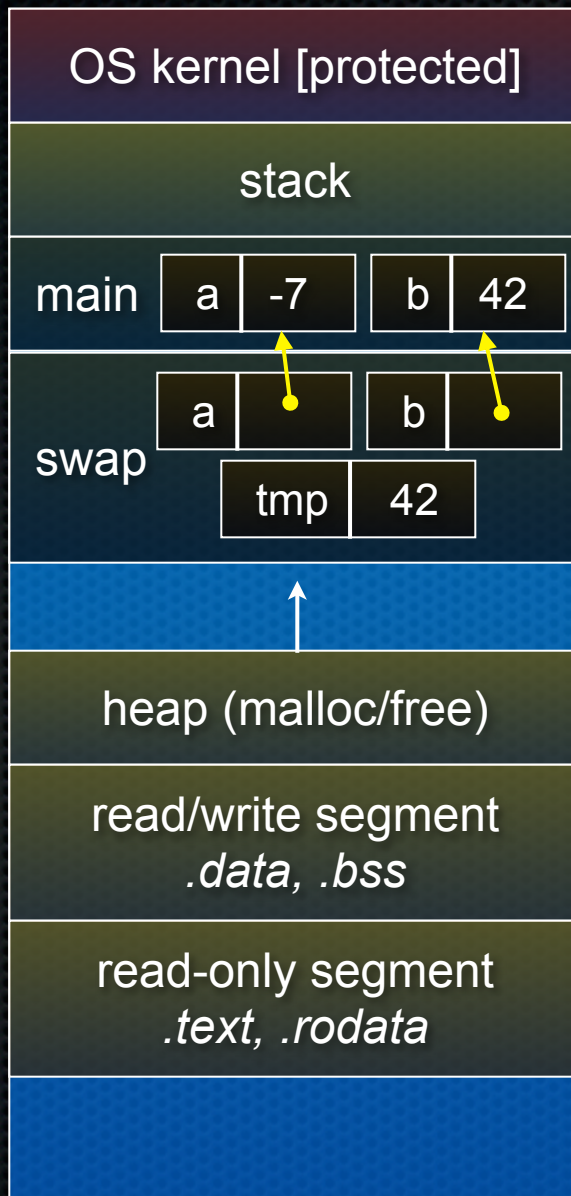 OS kernel [protected]
stack
main a -7 b 42
a b
swap
tmp 42
heap (malloc/free)
read/write segment
.data, .bss
read-only segment
.text, .rodata